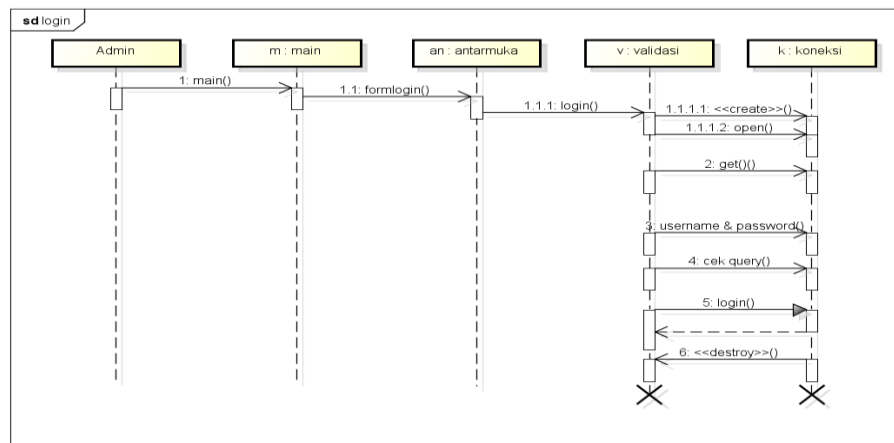 sd login
Admin
m : main
an : antarmuka
v : validasi
k : koneksi
1: main()
1.1: formlogin()
1.1.1: login()
1.1.1.1: <<create>>()
1.1.1.2: open()
2: get()()
3: username & password()
4: cek query()
5: login()
6: <<destroy>>()